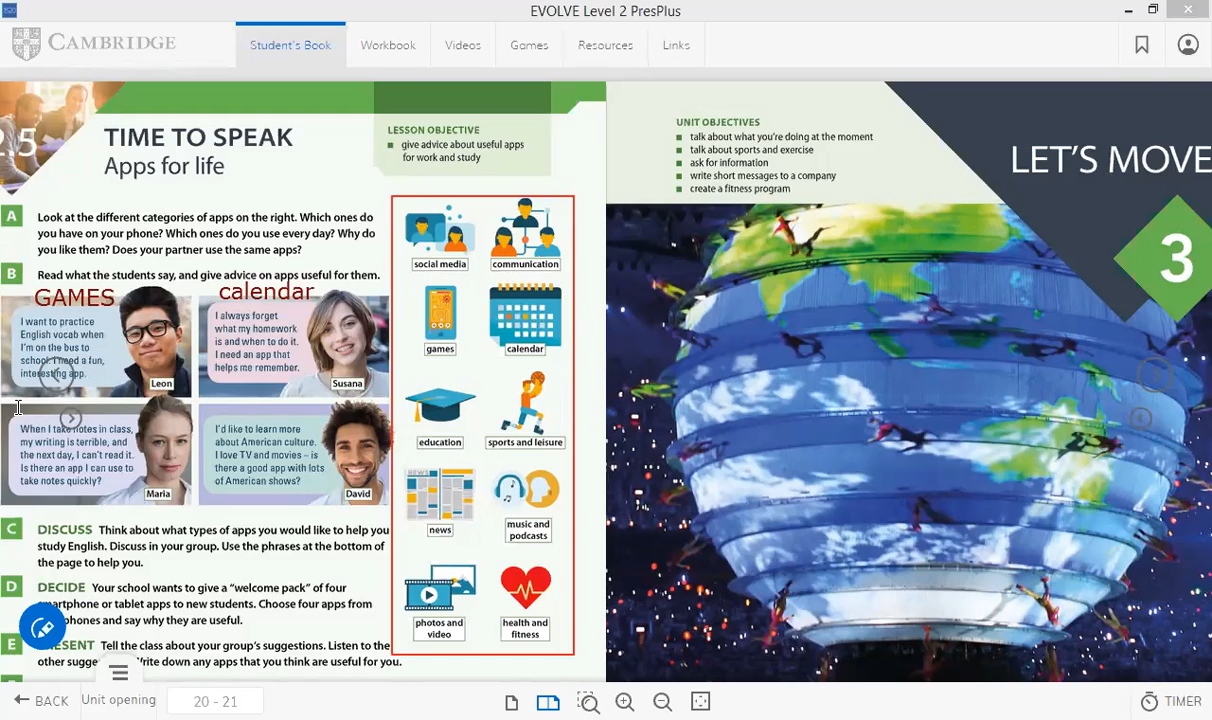 EVOLVE Level 2 PresPlus
CAMBRIDGE
Student's Book
Workbook
Videos
Games
Resources
Links
2.5
TIME TO SPEAK
Apps for life
LESSON OBJECTIVE
give advice about useful apps
for work and study
A
Look at the different categories of apps on the right. Which ones do
you have on your phone? Which ones do you use every day? Why do
you like them? Does your partner use the same apps?
B
Read what the students say, and give advice on apps useful for them.
GAMES
calendar
I want to practice
English vocab when
I'm on the bus to
school. I need a fun,
interesting app.
Leon
I always forget
what my homework
is and when to do it.
I need an app that
helps me remember.
Susana
When I take notes in class,
my writing is terrible, and
the next day, I can't read it.
Is there an app I can use to
take notes quickly?
Maria
I'd like to learn more
about American culture.
I love TV and movies – is
there a good app with lots
of American shows?
David
social media
communication
games
calendar
education
sports and leisure
NEWS
news
music and
podcasts
photos and
video
health and
fitness
C
DISCUSS Think about what types of apps you would like to help you
study English. Discuss in your group. Use the phrases at the bottom of
the page to help you.
D
DECIDE Your school wants to give a “welcome pack” of four
smartphone or tablet apps to new students. Choose four apps from
phones and say why they are useful.
E
PRESENT Tell the class about your group's suggestions. Listen to the
other Write down any apps that you think are useful for you.
UNIT OBJECTIVES
talk about what you're doing at the moment
talk about sports and exercise
ask for information
write short messages to a company
create a fitness program
LET'S MOVE
3
BACK
Unit opening
20 - 21
TIMER